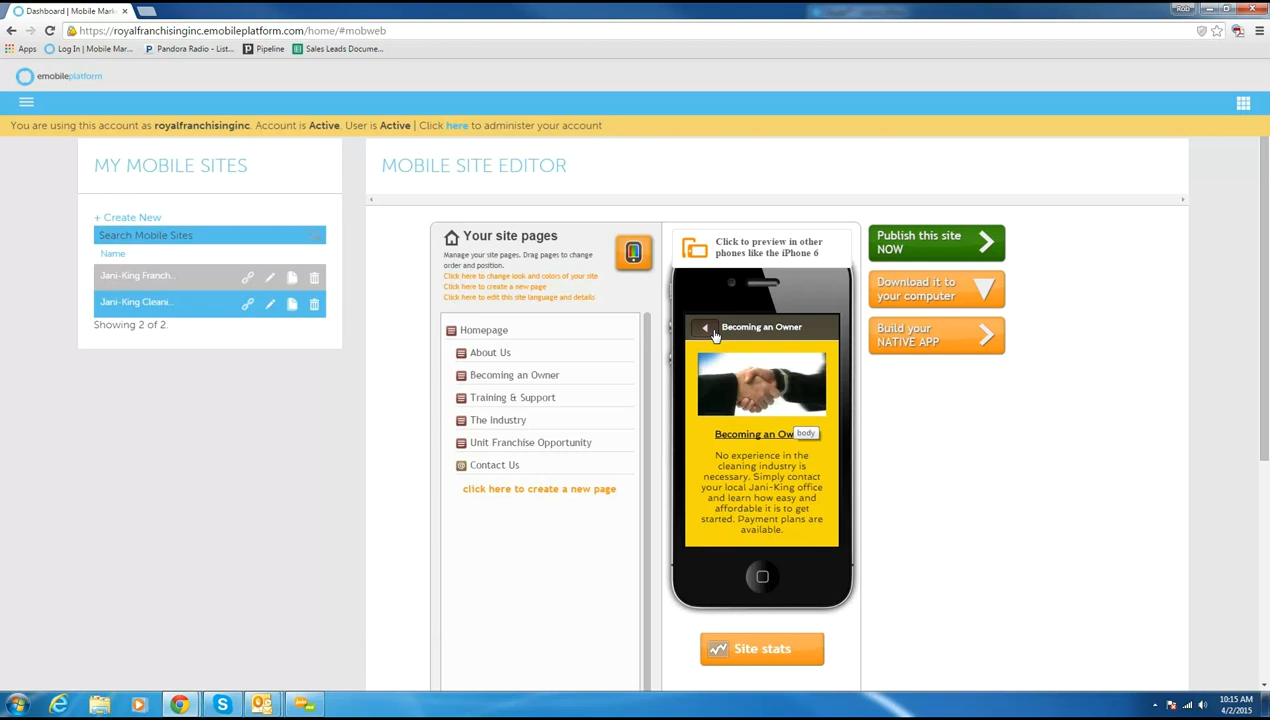 Dashboard | Mobile Mar
Rob
https://royalfranchisinginc.emobileplatform.com/home/#mobweb
Apps
Log In | Mobile Mar...
Pandora Radio - List...
Pipeline
Sales Leads Docume...
emobileplatform
You are using this account as royalfranchisinginc. Account is Active. User is Active | Click here to administer your account
MY MOBILE SITES
+ Create New
Search Mobile Sites
Name
Jani-King Franch...
Jani-King Cleani...
Showing 2 of 2.
MOBILE SITE EDITOR
Your site pages
Manage your site pages. Drag pages to change
order and position.
Click here to change look and colors of your site
Click here to create a new page
Click here to edit this site language and details
Homepage
About Us
Becoming an Owner
Training & Support
The Industry
Unit Franchise Opportunity
Contact Us
click here to create a new page
Click to preview in other
phones like the iPhone 6
Becoming an Owner
Becoming an Ow
body
No experience in the
cleaning industry is
necessary. Simply contact
your local Jani-King office
and learn how easy and
affordable it is to get
started. Payment plans are
available.
Site stats
Publish this site
NOW
Download it to
your computer
Build your
NATIVE APP
10:15 AM
4/2/2015